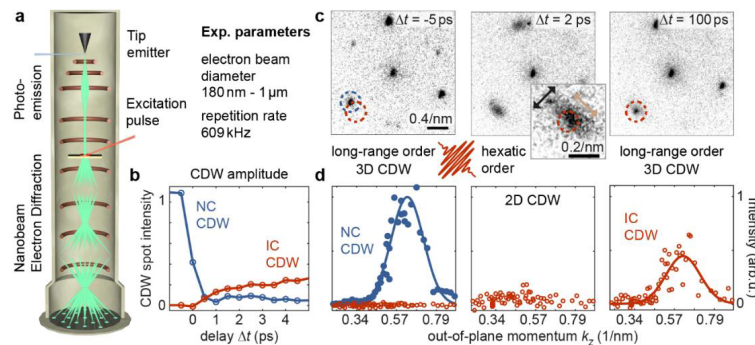 a
Tip
emitter
Exp. parameters
electron beam
diameter
180 nm - 1 µm
repetition rate
609 kHz
Photo-
emission
Excitation
pulse
Nanobeam
Electron Diffraction
b
CDW amplitude
CDW spot intensity
1
0
NC
CDW
IC
CDW
0 2 4
delay Δt (ps)
c
Δt = -5 ps
0.4/nm
Δt = 2 ps
0.2/nm
Δt = 100 ps
long-range order
3D CDW
hexatic
order
long-range order
3D CDW
d
NC
CDW
2D CDW
IC
CDW
1
0
0.34 0.57 0.79
0.34 0.57 0.79
0.34 0.57 0.79
out-of-plane momentum kz (1/nm)